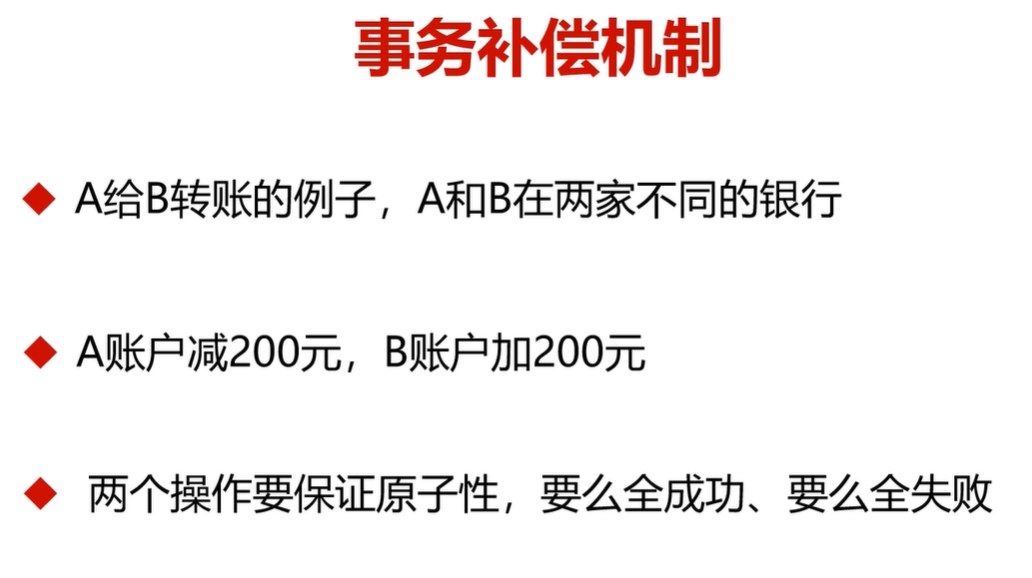 事务补偿机制
A给B转账的例子，A和B在两家不同的银行
A账户减200元，B账户加200元
两个操作要保证原子性，要么全成功、要么全失败